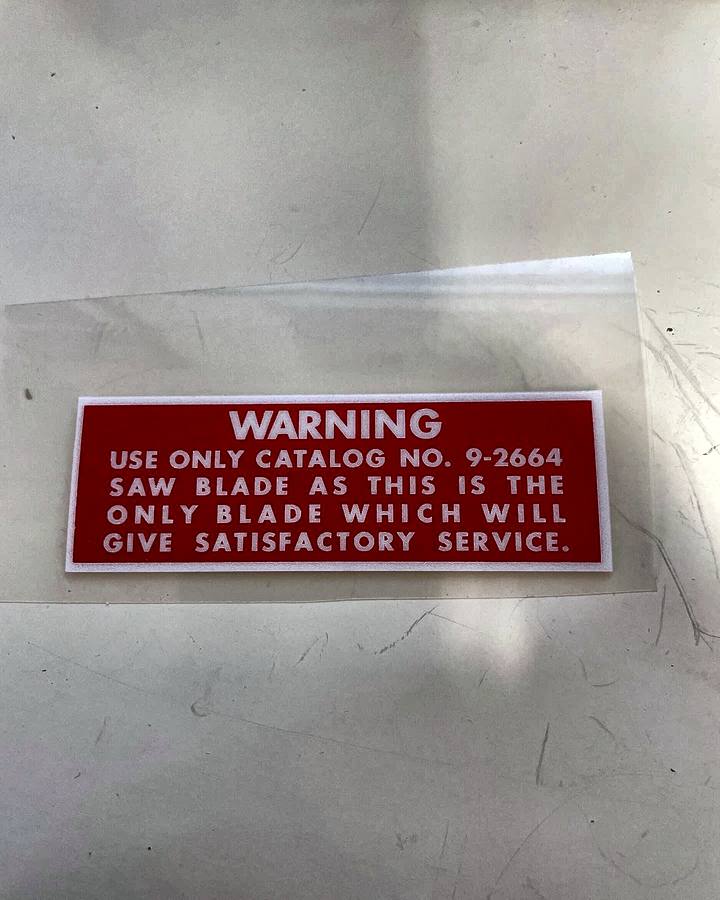 WARNING
USE ONLY CATALOG NO. 9-2664
SAW BLADE AS THIS IS THE
ONLY BLADE WHICH WILL
GIVE SATISFACTORY SERVICE.